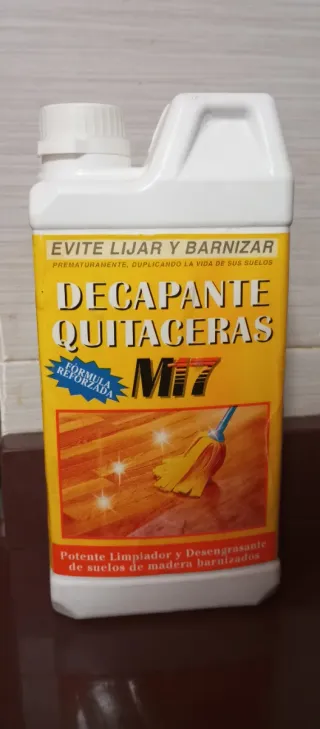 EVITE LIJAR Y BARNIZAR
PREMATURAMENTE, DUPLICANDO LA VIDA DE SUS SUELOS
DECAPANTE
QUITACERAS
FÓRMULA
REFORZADA
M17
Potente Limpiador y Desengrasante
de suelos de madera barnizados